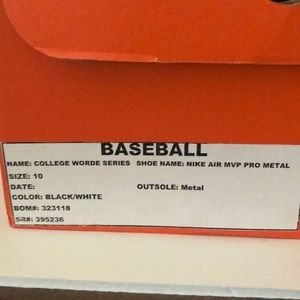 BASEBALL
NAME: COLLEGE WORDE SERIES SHOE NAME: NIKE AIR MVP PRO METAL
SIZE: 10
DATE: OUTSOLE: Metal
COLOR: BLACK/WHITE
BOM#: 323118
SR#: 395236